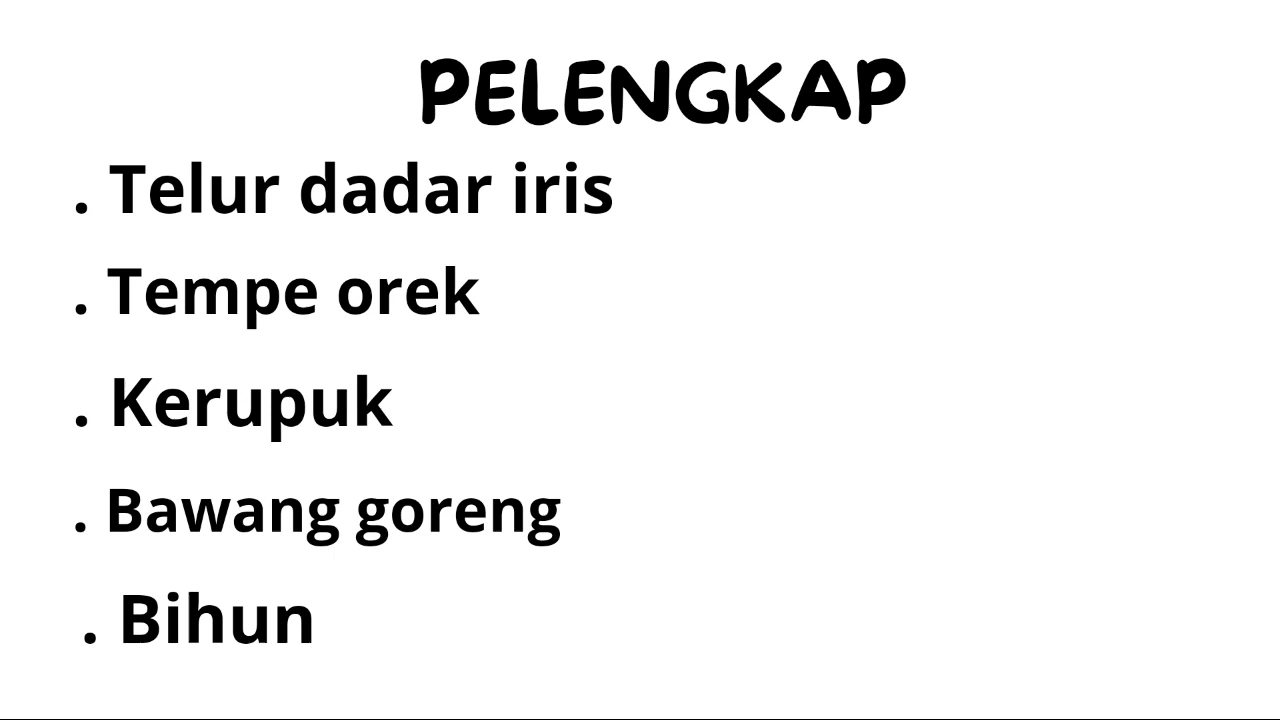 PELENGKAP
. Telur dadar iris
. Tempe orek
. Kerupuk
. Bawang goreng
. Bihun